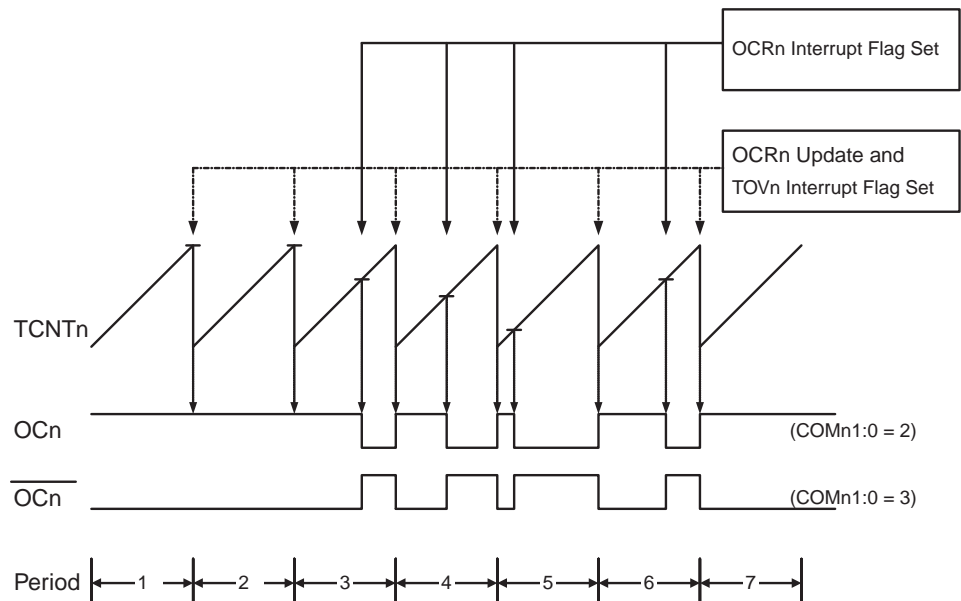 OCRn Interrupt Flag Set
OCRn Update and
TOVn Interrupt Flag Set
TCNTn
OCn
(COMn1:0 = 2)
OCn
(COMn1:0 = 3)
Period
1
2
3
4
5
6
7